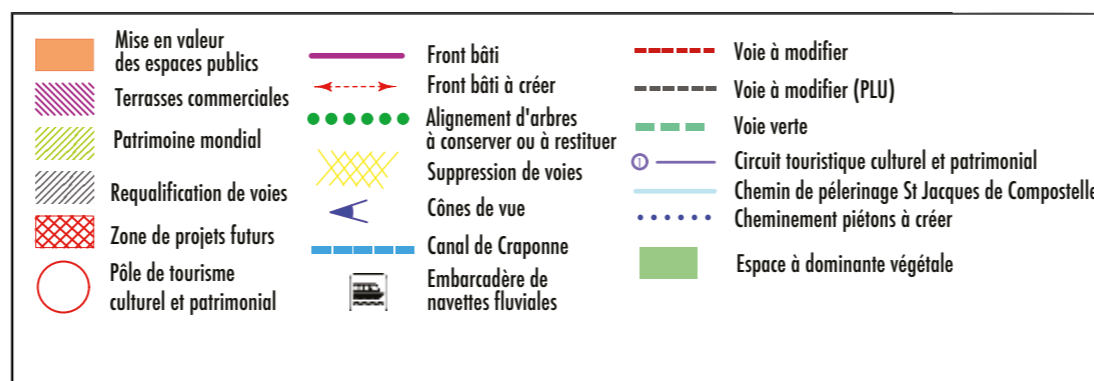 Mise en valeur
des espaces publics
Terrasses commerciales
Patrimoine mondial
Requalification de voies
Zone de projets futurs
Pôle de tourisme
culturel et patrimonial
Front bâti
Front bâti à créer
Alignement d'arbres
à conserver ou à restituer
Suppression de voies
Cônes de vue
Canal de Craponne
Embarcadère de
navettes fluviales
Voie à modifier
Voie à modifier (PLU)
Voie verte
1 Circuit touristique culturel et patrimonial
Chemin de pélerinage St Jacques de Compostelle
Cheminement piétons à créer
Espace à dominante végétale